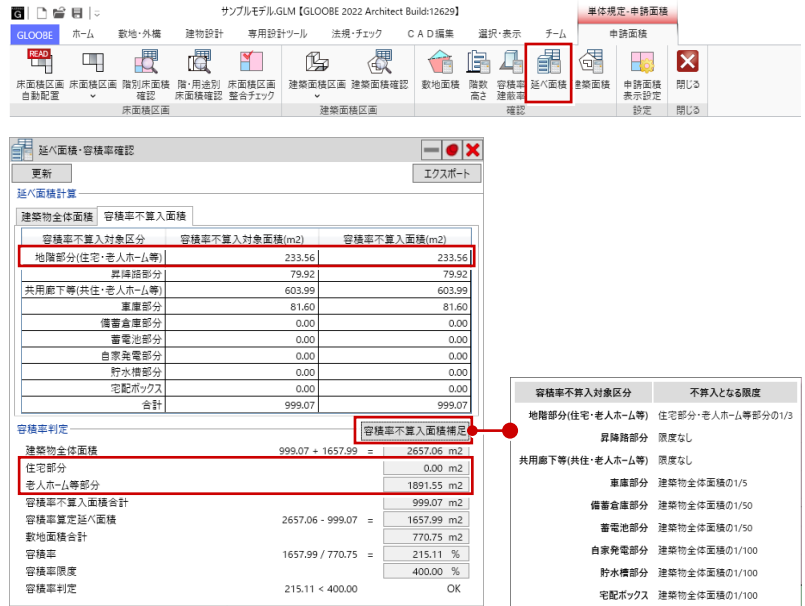 サンプルモデル.GLM【GLOOBE 2022 Architect Build:12629】
単体規定-申請面積
GLOOBE ホーム 敷地・外構 建物設計 専用設計ツール 法規・チェック CAD編集 選択・表示 チーム 申請面積
READ
床面積区画 自動配置
床面積区画
階別床面積 確認
階・用途別 床面積確認
床面積区画 整合チェック
建築面積区画
建築面積確認
敷地面積
階数 高さ
容積率 建蔽率
延べ面積
建築面積
申請面積 表示設定
閉じる
床面積区画 建築面積区画 確認 設定 閉じる
延べ面積・容積率確認
更新 エクスポート
延べ面積計算
建築物全体面積 容積率不算入面積
容積率不算入対象区分 容積率不算入対象面積(m2) 容積率不算入面積(m2)
地階部分(住宅・老人ホーム等) 233.56 233.56
昇降路部分 79.92 79.92
共用廊下等(共住・老人ホーム等) 603.99 603.99
車庫部分 81.60 81.60
備蓄倉庫部分 0.00 0.00
蓄電池部分 0.00 0.00
自家発電部分 0.00 0.00
貯水槽部分 0.00 0.00
宅配ボックス 0.00 0.00
合計 999.07 999.07
容積率判定 容積率不算入面積補足
建築物全体面積 999.07 + 1657.99 = 2657.06 m2
住宅部分 0.00 m2
老人ホーム等部分 1891.55 m2
容積率不算入面積合計 999.07 m2
容積率算定延べ面積 2657.06 - 999.07 = 1657.99 m2
敷地面積合計 770.75 m2
容積率 1657.99 / 770.75 = 215.11 %
容積率限度 400.00 %
容積率判定 215.11 < 400.00 OK
容積率不算入対象区分 不算入となる限度
地階部分(住宅・老人ホーム等) 住宅部分・老人ホーム等部分の1/3
昇降路部分 限度なし
共用廊下等(共住・老人ホーム等) 限度なし
車庫部分 建築物全体面積の1/5
備蓄倉庫部分 建築物全体面積の1/50
蓄電池部分 建築物全体面積の1/50
自家発電部分 建築物全体面積の1/100
貯水槽部分 建築物全体面積の1/100
宅配ボックス 建築物全体面積の1/100